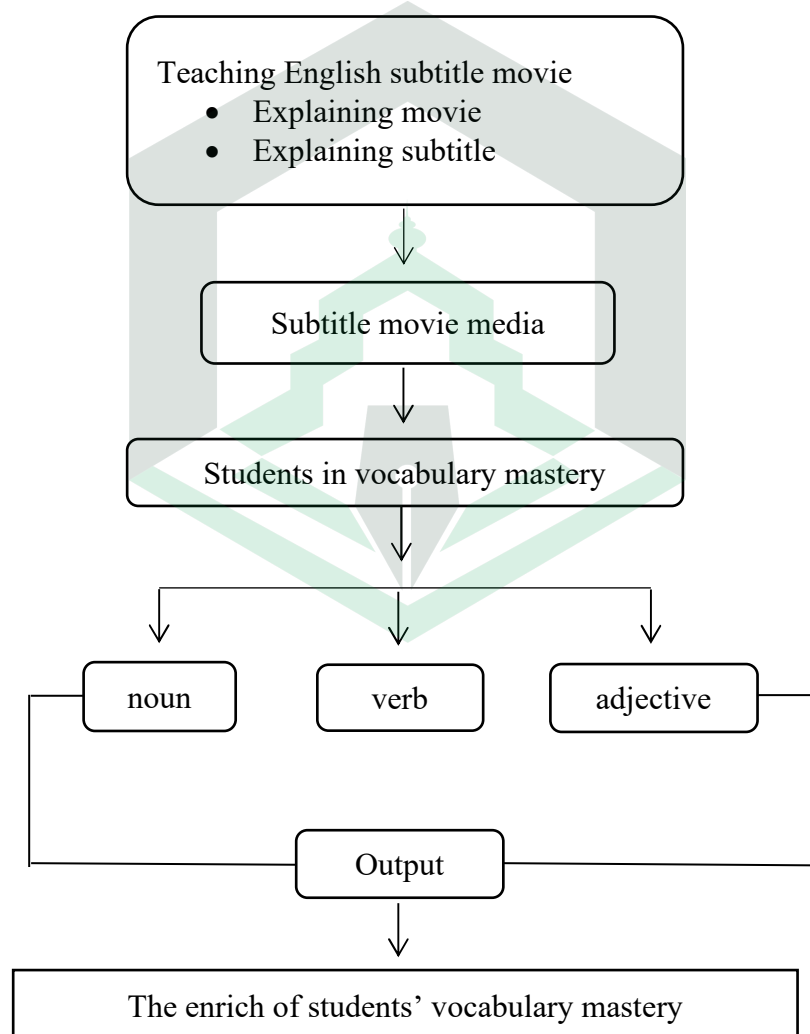 Teaching English subtitle movie
• Explaining movie
• Explaining subtitle
Subtitle movie media
Students in vocabulary mastery
noun
verb
adjective
Output
The enrich of students’ vocabulary mastery